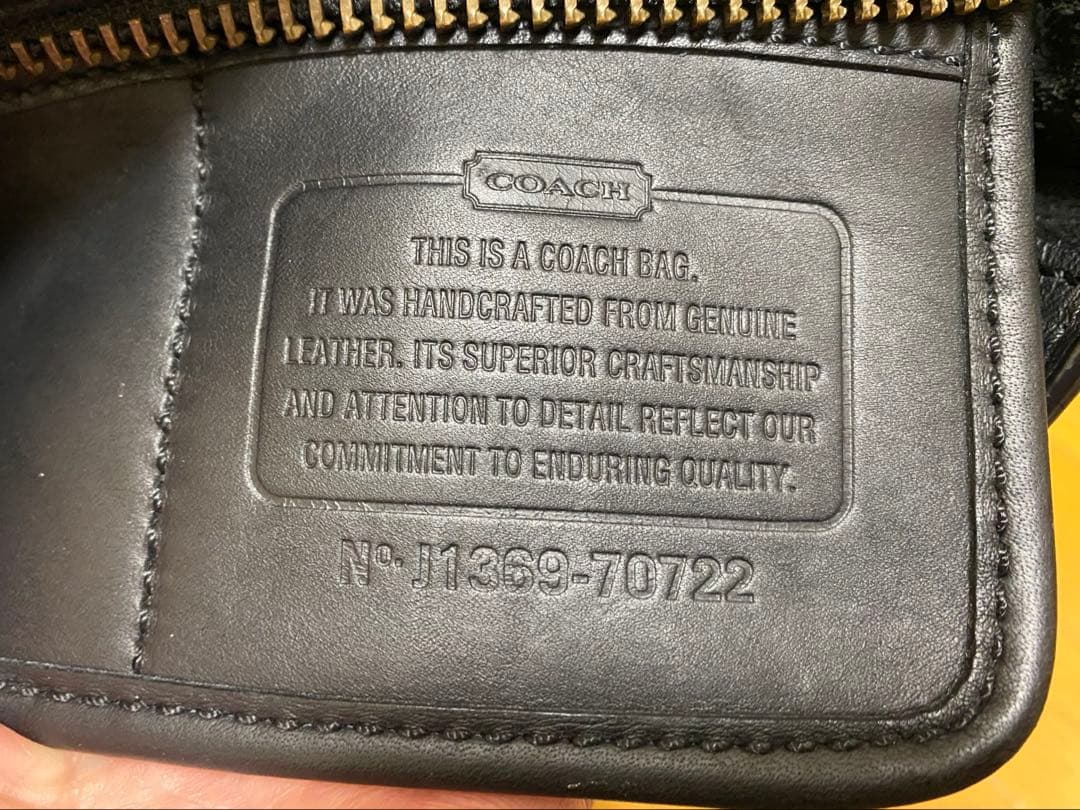 COACH
THIS IS A COACH BAG.
IT WAS HANDCRAFTED FROM GENUINE
LEATHER. ITS SUPERIOR CRAFTSMANSHIP
AND ATTENTION TO DETAIL REFLECT OUR
COMMITMENT TO ENDURING QUALITY.
Nº. J1369-70722